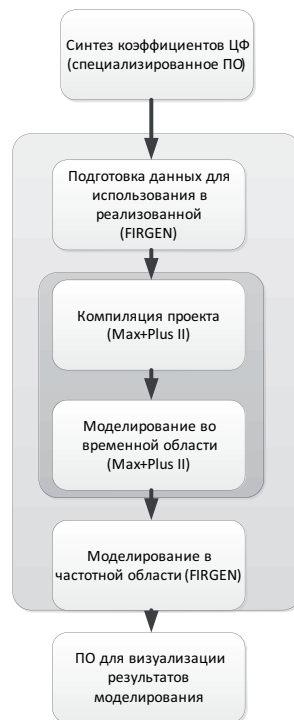 Синтез коэффициентов ЦФ
(специализированное ПО)
Подготовка данных для
использования в
реализованной
(FIRGEN)
Компиляция проекта
(Max+Plus II)
Моделирование во
временной области
(Max+Plus II)
Моделирование в
частотной области (FIRGEN)
ПО для визуализации
результатов
моделирования